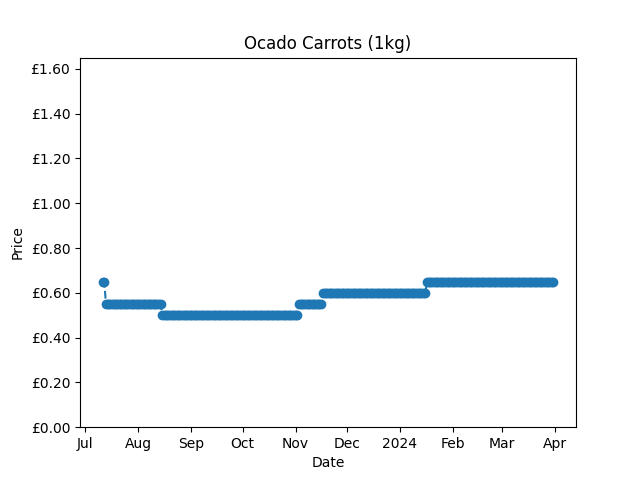 Ocado Carrots (1kg)
£1.60
£1.40
£1.20
£1.00
£0.80
£0.60
£0.40
£0.20
£0.00
Price
Jul Aug Sep Oct Nov Dec 2024 Feb Mar Apr
Date